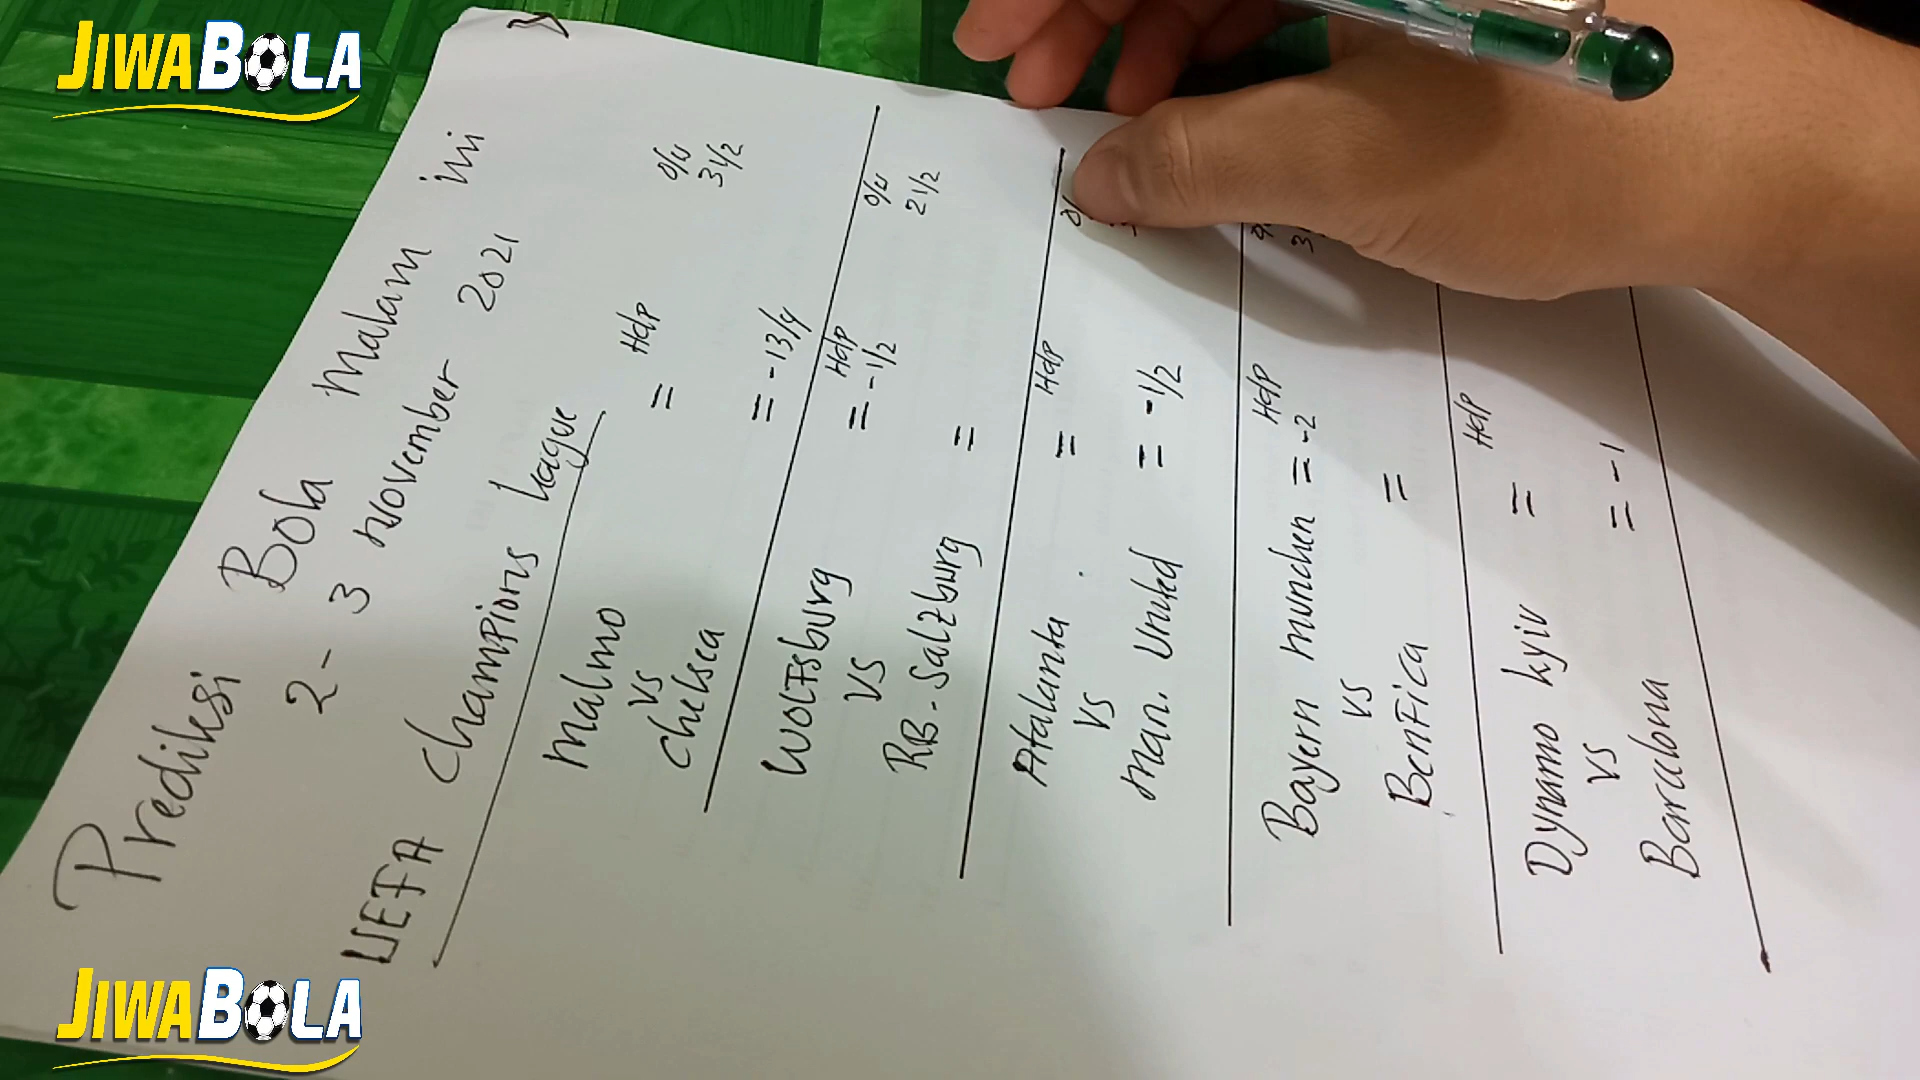 JIWABOLA
Prediksi Bola Malam ini
2 - 3 November 2021
UEFA Champions League
Hdp o/u
Malmo = 3 1/2
vs
Chelsea = -1 3/4
Hdp o/u
Wolfsburg = -1/2 2 1/2
vs
RB-Salzburg =
Hdp
Atalanta =
vs
Man. United = -1/2
Hdp
Bayern munchen = -2
vs
Benfica =
Hdp
Dynamo kyiv =
vs
Barcelona = -1
JIWABOLA